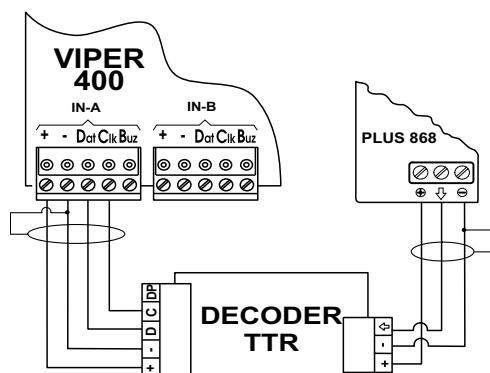 VIPER
400
IN-A
IN-B
+ - Dat Clk Buz
+ - Dat Clk Buz
PLUS 868
+ ⇩ -
DP
C
D
-
+
DECODER
TTR
⇦
-
+